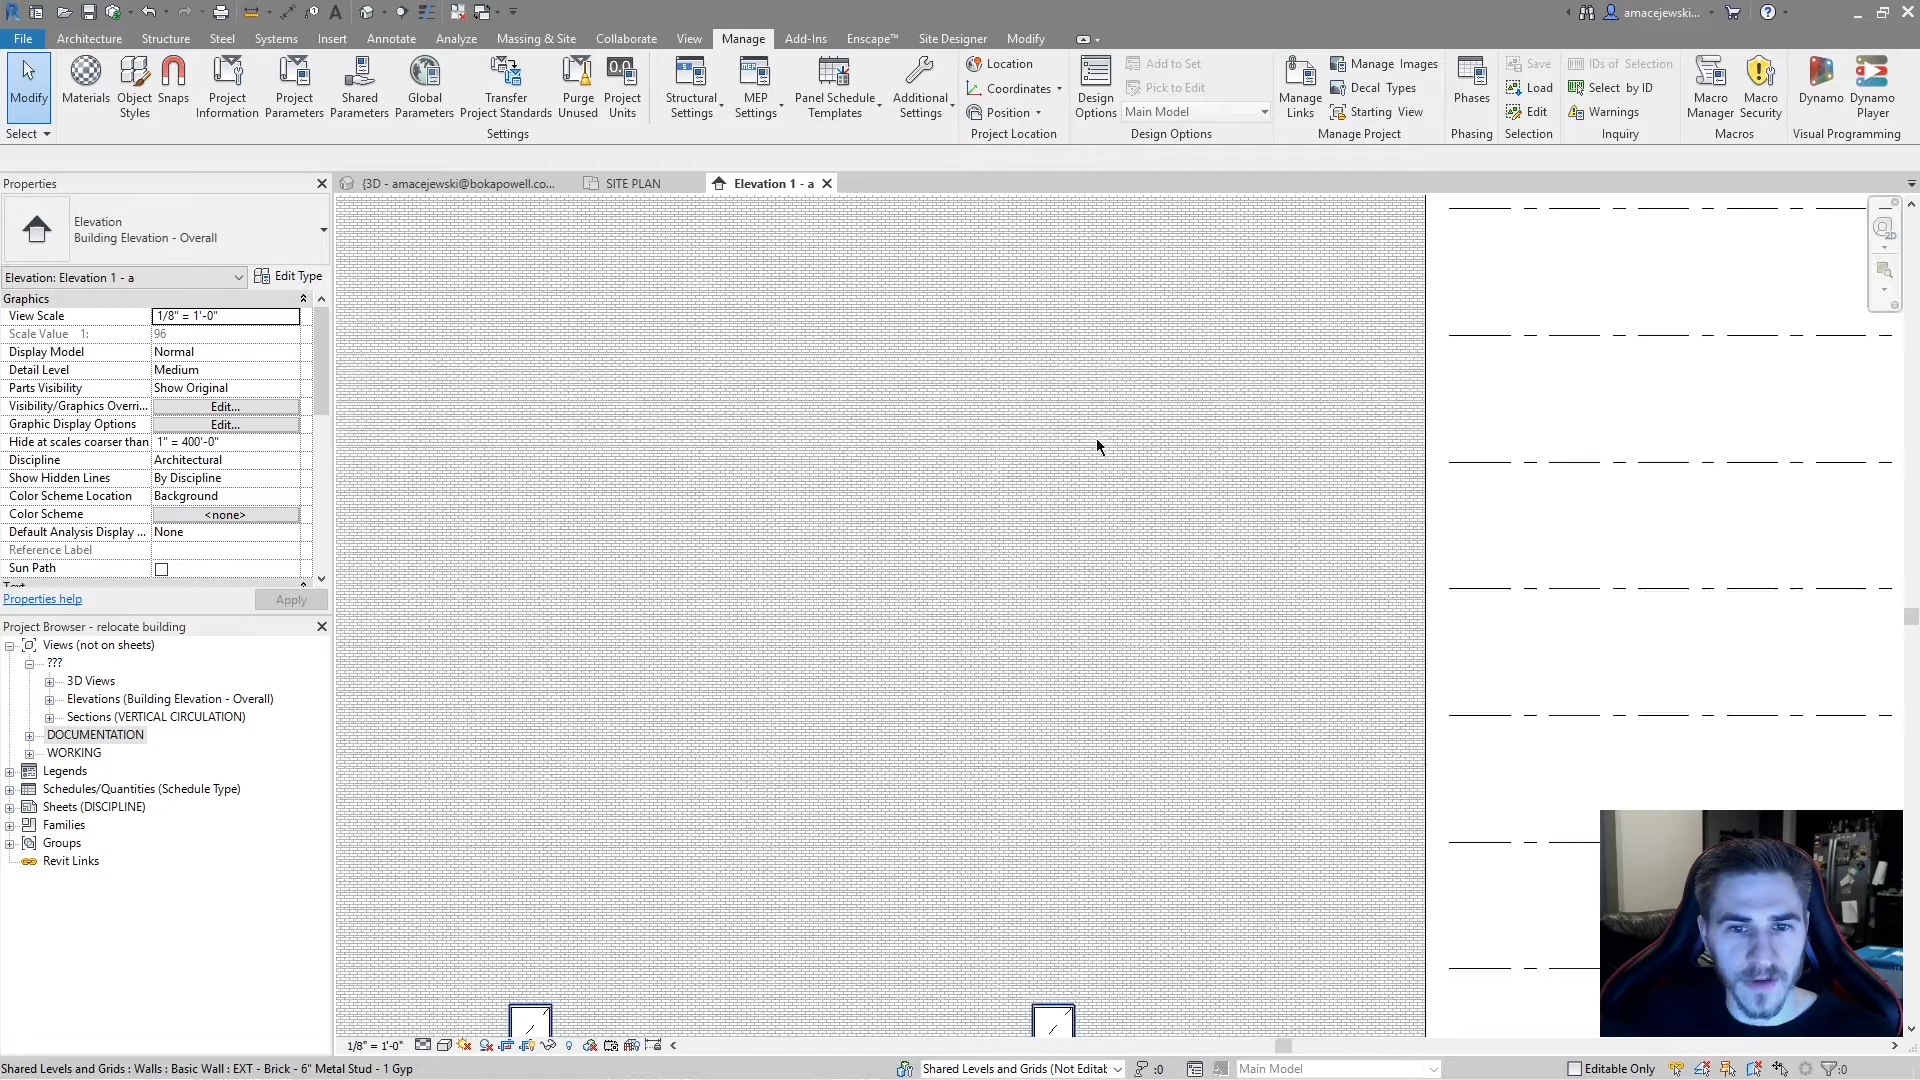 amacejewski...
File Architecture Structure Steel Systems Insert Annotate Analyze Massing & Site Collaborate View Manage Add-Ins Enscape™ Site Designer Modify
Modify
Materials
Object Styles
Snaps
Project Information
Project Parameters
Shared Parameters
Global Parameters
Transfer Project Standards
Purge Unused
Project Units
Structural Settings
MEP Settings
Panel Schedule Templates
Additional Settings
Location
Coordinates
Position
Design Options
Add to Set
Pick to Edit
Main Model
Manage Links
Manage Images
Decal Types
Starting View
Phases
Save
Load
Edit
IDs of Selection
Select by ID
Warnings
Macro Manager
Macro Security
Dynamo
Dynamo Player
Select Settings Project Location Design Options Manage Project Phasing Selection Inquiry Macros Visual Programming
Properties
{3D - amacejewski@bokapowell.co... SITE PLAN Elevation 1 - a
Elevation
Building Elevation - Overall
Elevation: Elevation 1 - a Edit Type
Graphics
View Scale 1/8" = 1'-0"
Scale Value 1: 96
Display Model Normal
Detail Level Medium
Parts Visibility Show Original
Visibility/Graphics Overri... Edit...
Graphic Display Options Edit...
Hide at scales coarser than 1" = 400'-0"
Discipline Architectural
Show Hidden Lines By Discipline
Color Scheme Location Background
Color Scheme <none>
Default Analysis Display ... None
Reference Label
Sun Path
Text
Properties help Apply
Project Browser - relocate building
Views (not on sheets)
???
3D Views
Elevations (Building Elevation - Overall)
Sections (VERTICAL CIRCULATION)
DOCUMENTATION
WORKING
Legends
Schedules/Quantities (Schedule Type)
Sheets (DISCIPLINE)
Families
Groups
Revit Links
1/8" = 1'-0"
Shared Levels and Grids : Walls : Basic Wall : EXT - Brick - 6" Metal Stud - 1 Gyp
Shared Levels and Grids (Not Editab
:0
Main Model
Editable Only
:0